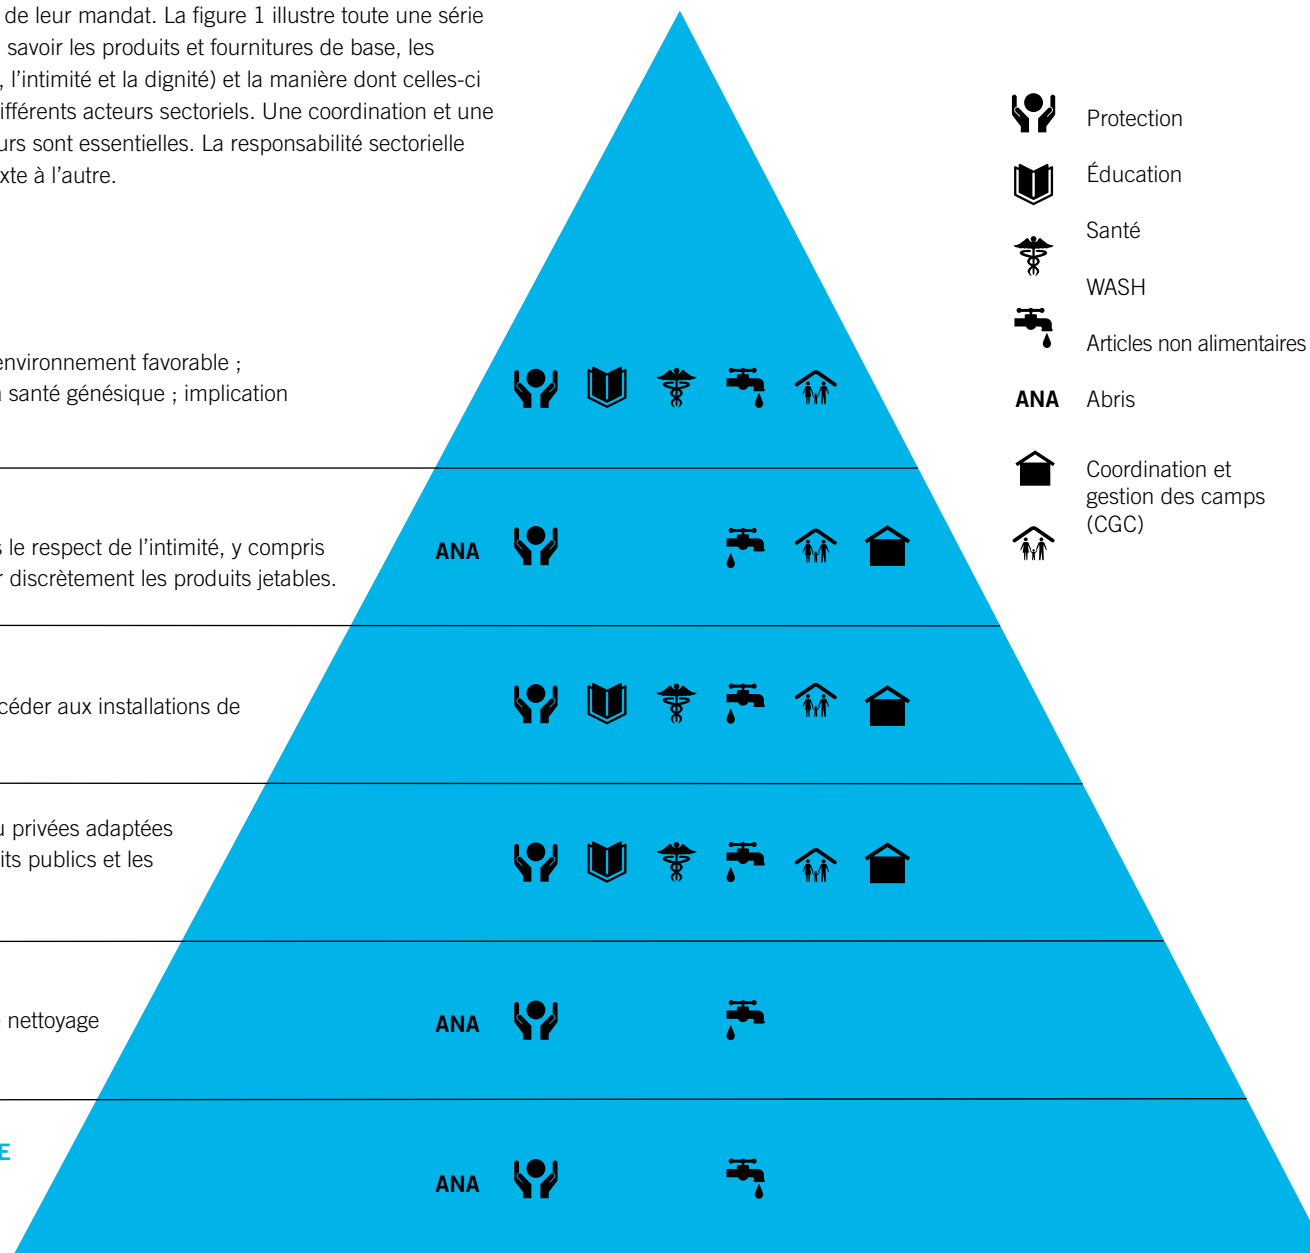 de leur mandat. La figure 1 illustre toute une série
savoir les produits et fournitures de base, les
, l’intimité et la dignité) et la manière dont celles-ci
ifférents acteurs sectoriels. Une coordination et une
urs sont essentielles. La responsabilité sectorielle
xte à l’autre.
Protection
Éducation
Santé
WASH
Articles non alimentaires
ANA Abris
Coordination et
gestion des camps
(CGC)
environnement favorable ;
santé génésique ; implication
s le respect de l’intimité, y compris
r discrètement les produits jetables.
ANA
céder aux installations de
u privées adaptées
its publics et les
nettoyage
ANA
E
ANA